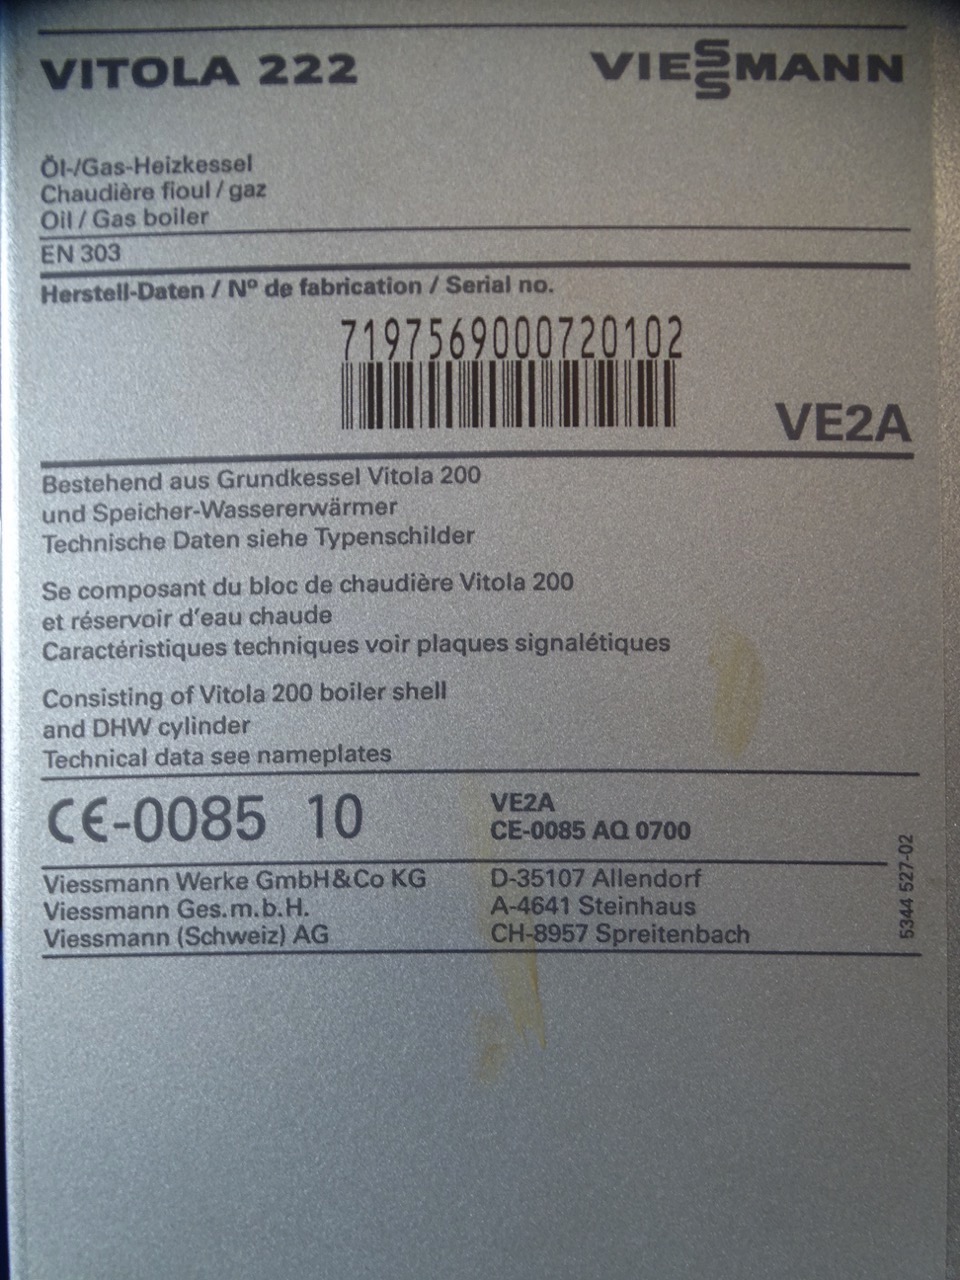 VITOLA 222
VIESSMANN
Öl-/Gas-Heizkessel
Chaudière fioul / gaz
Oil / Gas boiler
EN 303
Herstell-Daten / Nº de fabrication / Serial no.
7197569000720102
VE2A
Bestehend aus Grundkessel Vitola 200
und Speicher-Wassererwärmer
Technische Daten siehe Typenschilder
Se composant du bloc de chaudière Vitola 200
et réservoir d'eau chaude
Caractéristiques techniques voir plaques signalétiques
Consisting of Vitola 200 boiler shell
and DHW cylinder
Technical data see nameplates
CE-0085 10
VE2A
CE-0085 AQ 0700
Viessmann Werke GmbH&Co KG D-35107 Allendorf
Viessmann Ges.m.b.H. A-4641 Steinhaus
Viessmann (Schweiz) AG CH-8957 Spreitenbach
5344 527-02